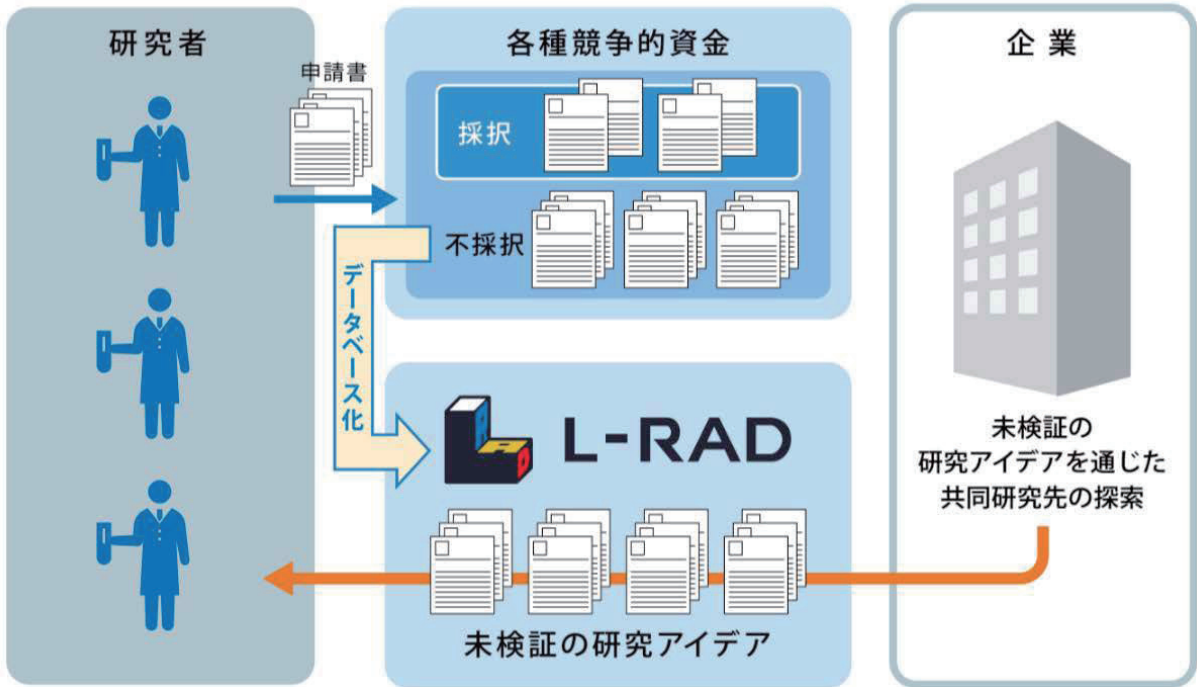 研究者
申請書
各種競争的資金
採択
不採択
データベース化
L-RAD
未検証の研究アイデア
企業
未検証の
研究アイデアを通じた
共同研究先の探索